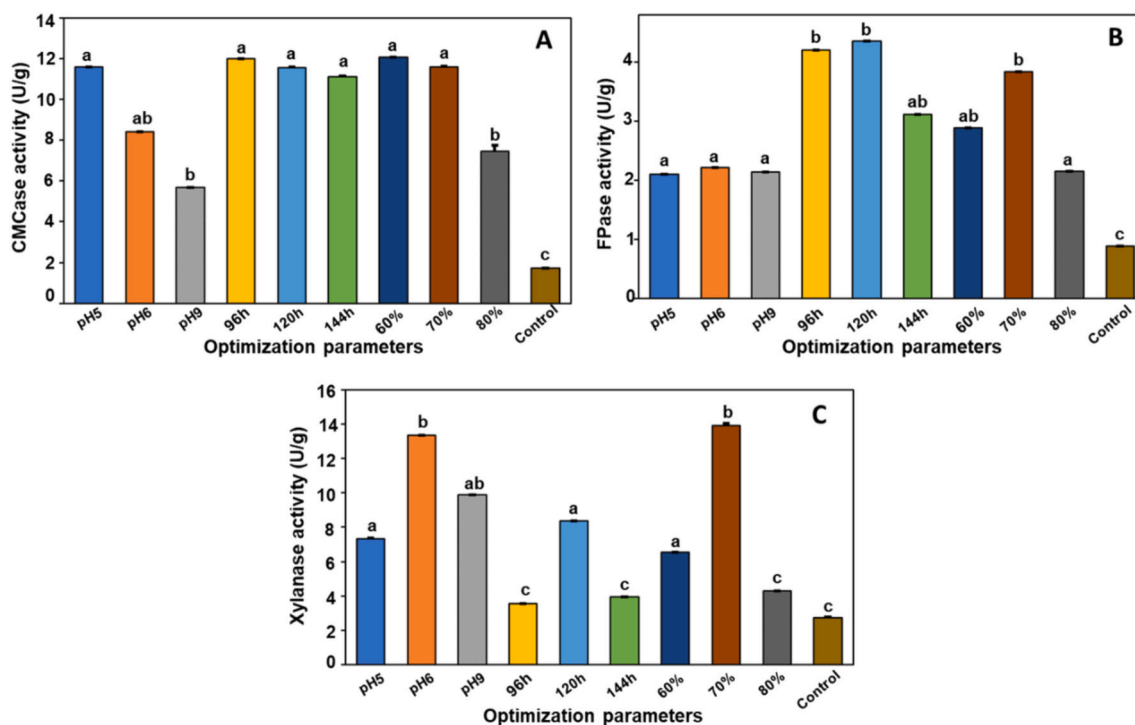 A
CMCase activity (U/g)
14
12
10
8
6
4
2
0
a
ab
b
a
a
a
a
a
b
c
pH5
pH6
pH9
96h
120h
144h
60%
70%
80%
Control
Optimization parameters
B
FPase activity (U/g)
4
3
2
1
0
a
a
a
b
b
ab
ab
b
a
c
pH5
pH6
pH9
96h
120h
144h
60%
70%
80%
Control
Optimization parameters
C
Xylanase activity (U/g)
16
14
12
10
8
6
4
2
0
a
b
ab
c
a
c
a
b
c
c
pH5
pH6
pH9
96h
120h
144h
60%
70%
80%
Control
Optimization parameters